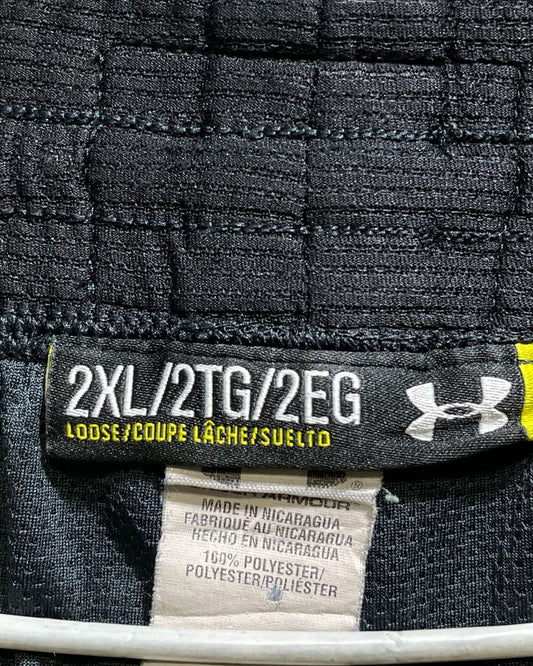 2XL/2TG/2EG
LOOSE/COUPE LÂCHE/SUELTO
ARMOUR®
MADE IN NICARAGUA
FABRIQUÉ AU NICARAGUA
HECHO EN NICARAGUA
100% POLYESTER/
POLYESTER/POLIÉSTER